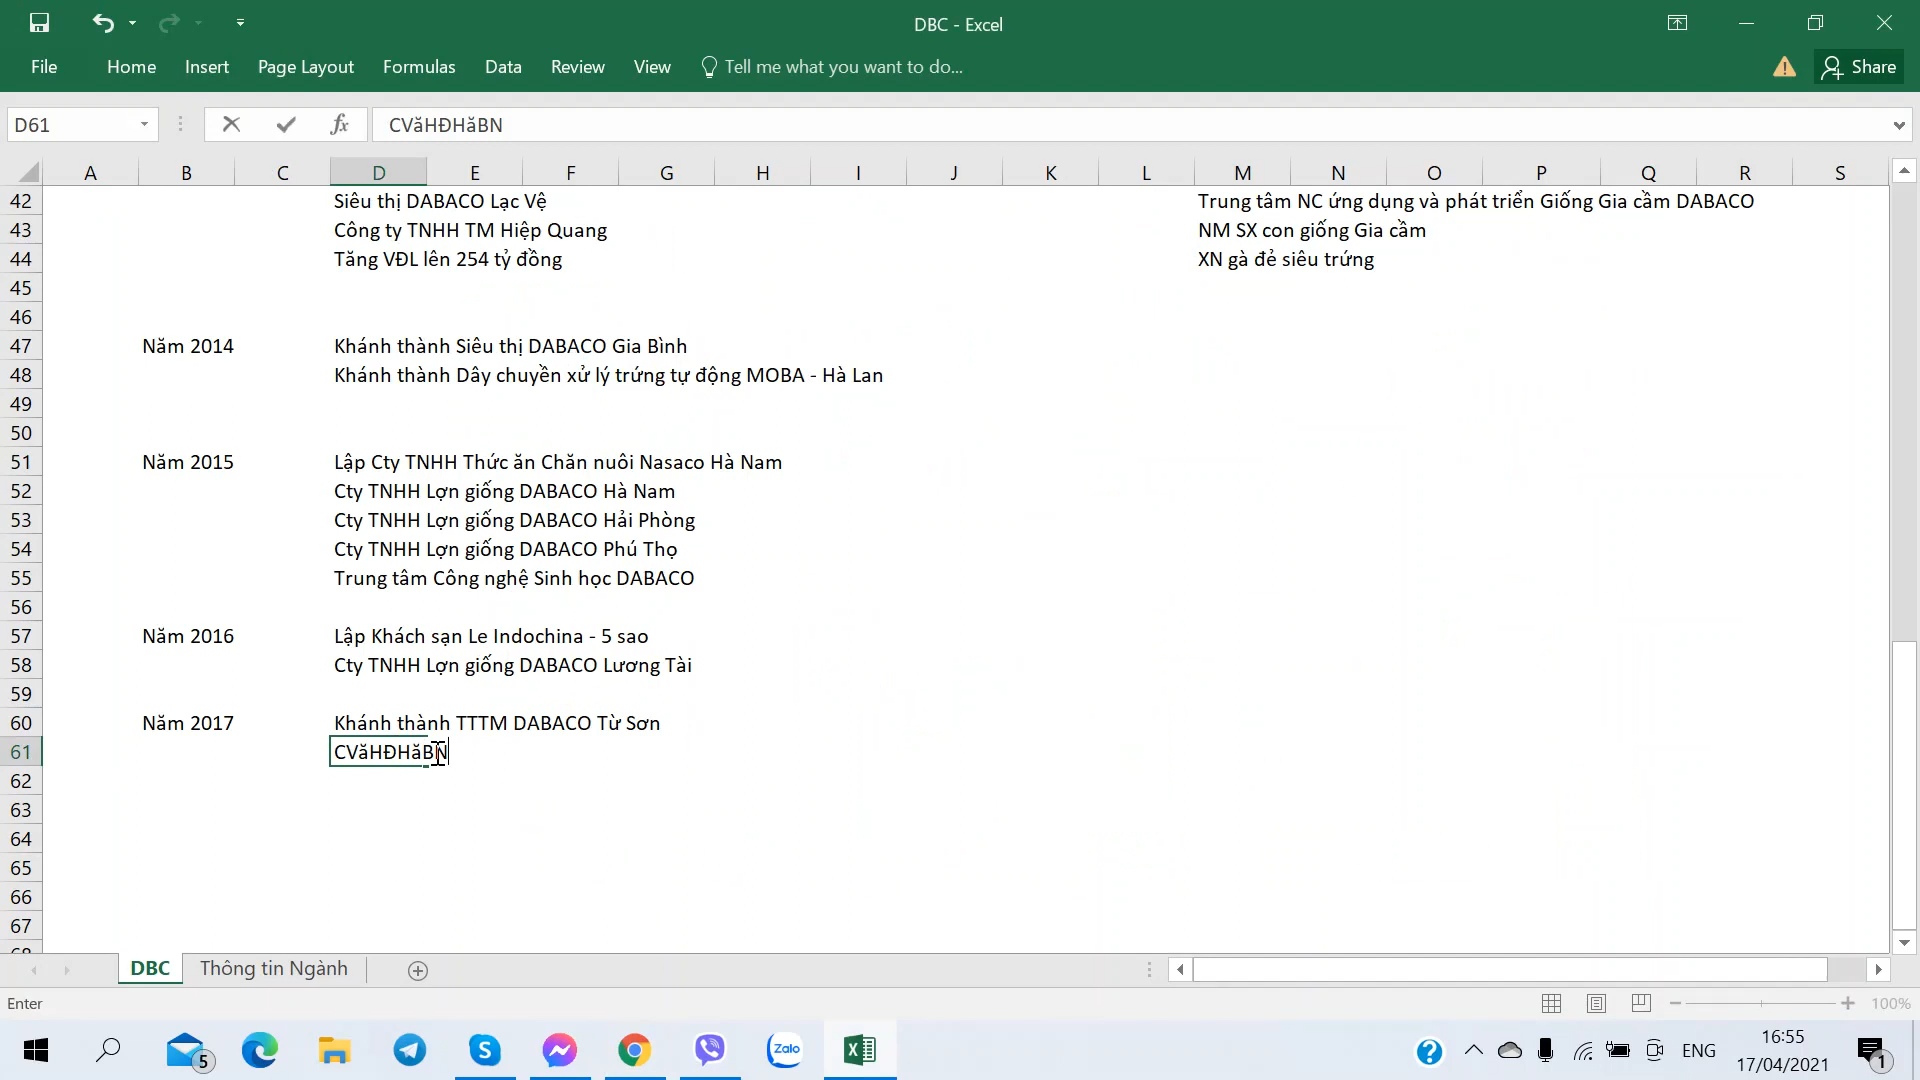 DBC - Excel
File Home Insert Page Layout Formulas Data Review View Tell me what you want to do... Share
D61 fx CVăHĐHăBN
A B C D E F G H I J K L M N O P Q R S
42 Siêu thị DABACO Lạc Vệ Trung tâm NC ứng dụng và phát triển Giống Gia cầm DABACO
43 Công ty TNHH TM Hiệp Quang NM SX con giống Gia cầm
44 Tăng VĐL lên 254 tỷ đồng XN gà đẻ siêu trứng
45
46
47 Năm 2014 Khánh thành Siêu thị DABACO Gia Bình
48 Khánh thành Dây chuyền xử lý trứng tự động MOBA - Hà Lan
49
50
51 Năm 2015 Lập Cty TNHH Thức ăn Chăn nuôi Nasaco Hà Nam
52 Cty TNHH Lợn giống DABACO Hà Nam
53 Cty TNHH Lợn giống DABACO Hải Phòng
54 Cty TNHH Lợn giống DABACO Phú Thọ
55 Trung tâm Công nghệ Sinh học DABACO
56
57 Năm 2016 Lập Khách sạn Le Indochina - 5 sao
58 Cty TNHH Lợn giống DABACO Lương Tài
59
60 Năm 2017 Khánh thành TTTM DABACO Từ Sơn
61 CVăHĐHăBN
62
63
64
65
66
67
68
DBC Thông tin Ngành
Enter 100%
5 Zalo ENG 16:55 1
17/04/2021